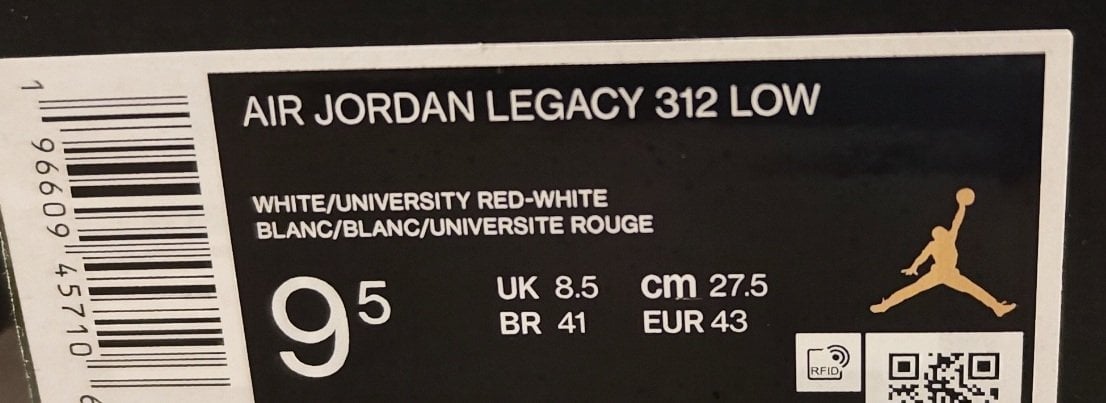 AIR JORDAN LEGACY 312 LOW
WHITE/UNIVERSITY RED-WHITE
BLANC/BLANC/UNIVERSITE ROUGE
9⁵
UK 8.5 cm 27.5
BR 41 EUR 43
RFID
1 96609 45710 6